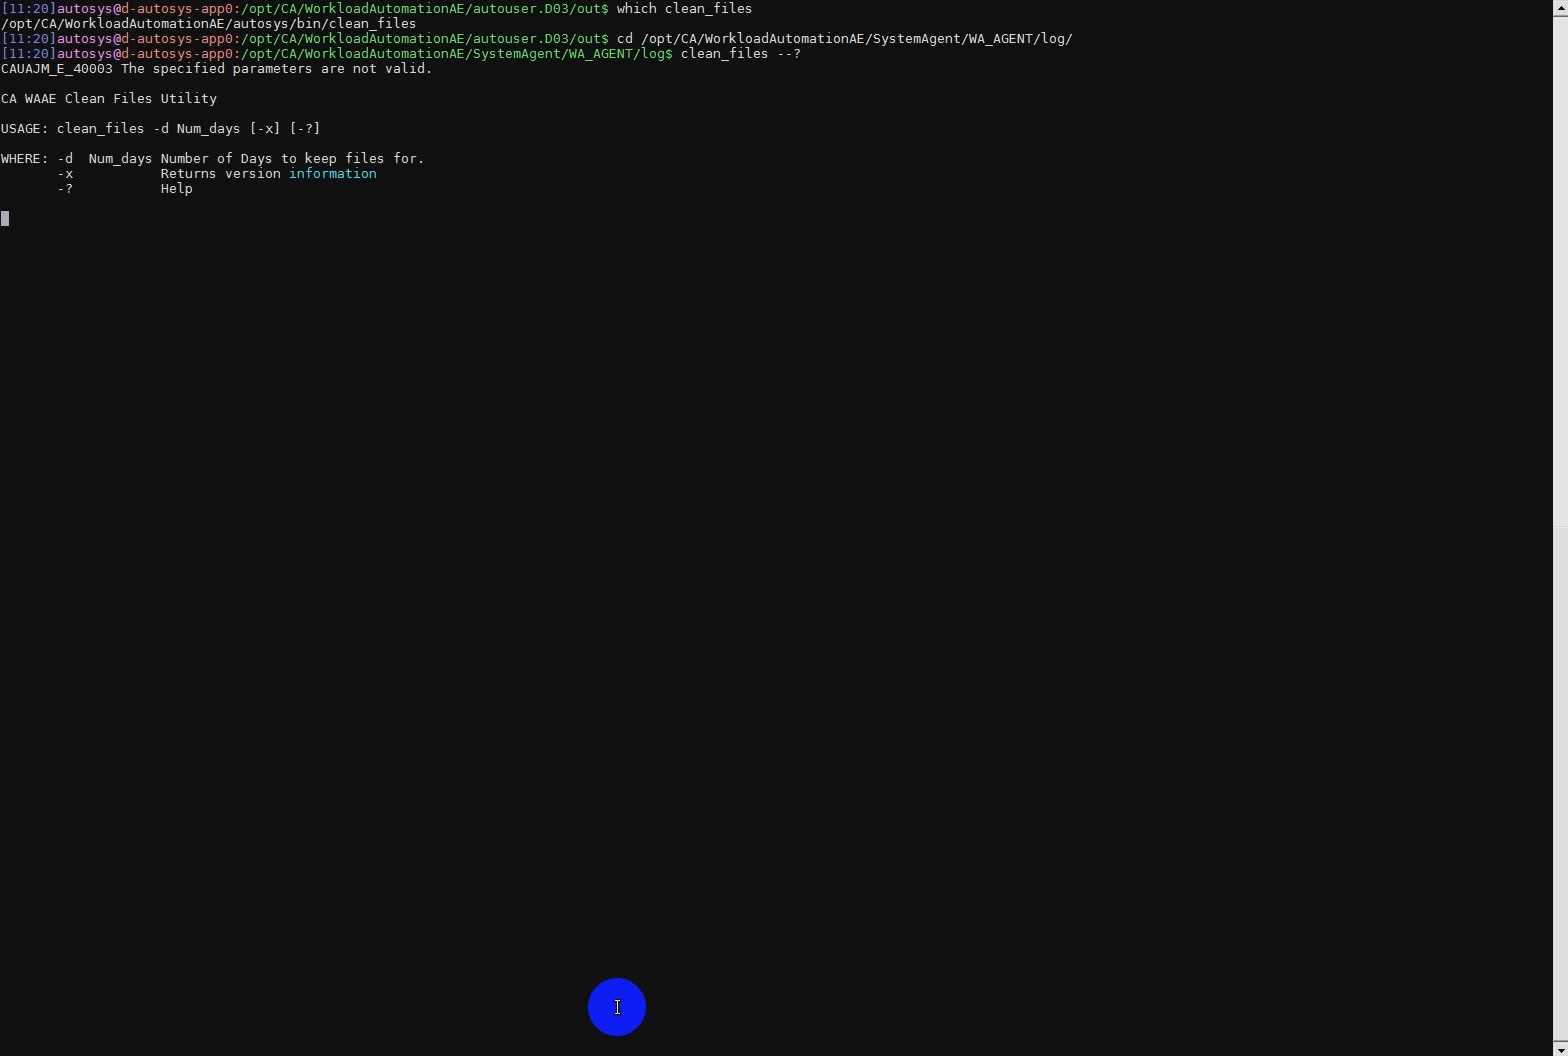 [11:20]autosys@d-autosys-app0:/opt/CA/WorkloadAutomationAE/autouser.D03/out$ which clean_files
/opt/CA/WorkloadAutomationAE/autosys/bin/clean_files
[11:20]autosys@d-autosys-app0:/opt/CA/WorkloadAutomationAE/autouser.D03/out$ cd /opt/CA/WorkloadAutomationAE/SystemAgent/WA_AGENT/log/
[11:20]autosys@d-autosys-app0:/opt/CA/WorkloadAutomationAE/SystemAgent/WA_AGENT/log$ clean_files --?
CAUAJM_E_40003 The specified parameters are not valid.

CA WAAE Clean Files Utility

USAGE: clean_files -d Num_days [-x] [-?]

WHERE: -d  Num_days Number of Days to keep files for.
       -x           Returns version information
       -?           Help